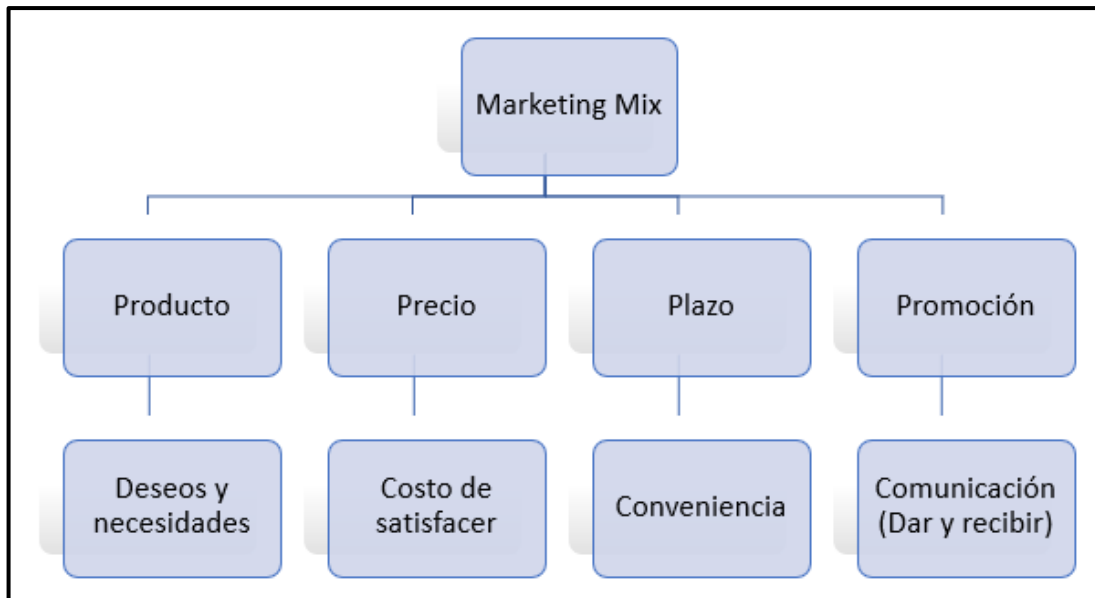 Marketing Mix
Producto
Precio
Plazo
Promoción
Deseos y
necesidades
Costo de
satisfacer
Conveniencia
Comunicación
(Dar y recibir)